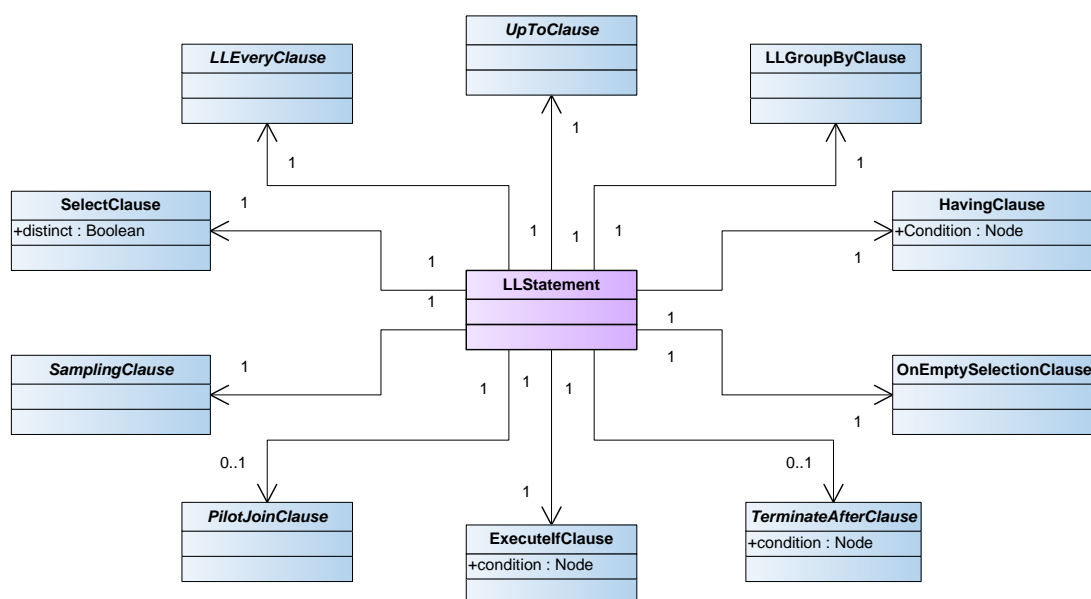 UpToClause
LLEveryClause
LLGroupByClause
1
1
1
SelectClause
+distinct : Boolean
1
HavingClause
+Condition : Node
1
1
1
1
1
1
LLStatement
1
1
1
SamplingClause
1
OnEmptySelectionClause
1
1
1
1
1
0..1
0..1
1
PilotJoinClause
ExecuteIfClause
+condition : Node
TerminateAfterClause
+condition : Node